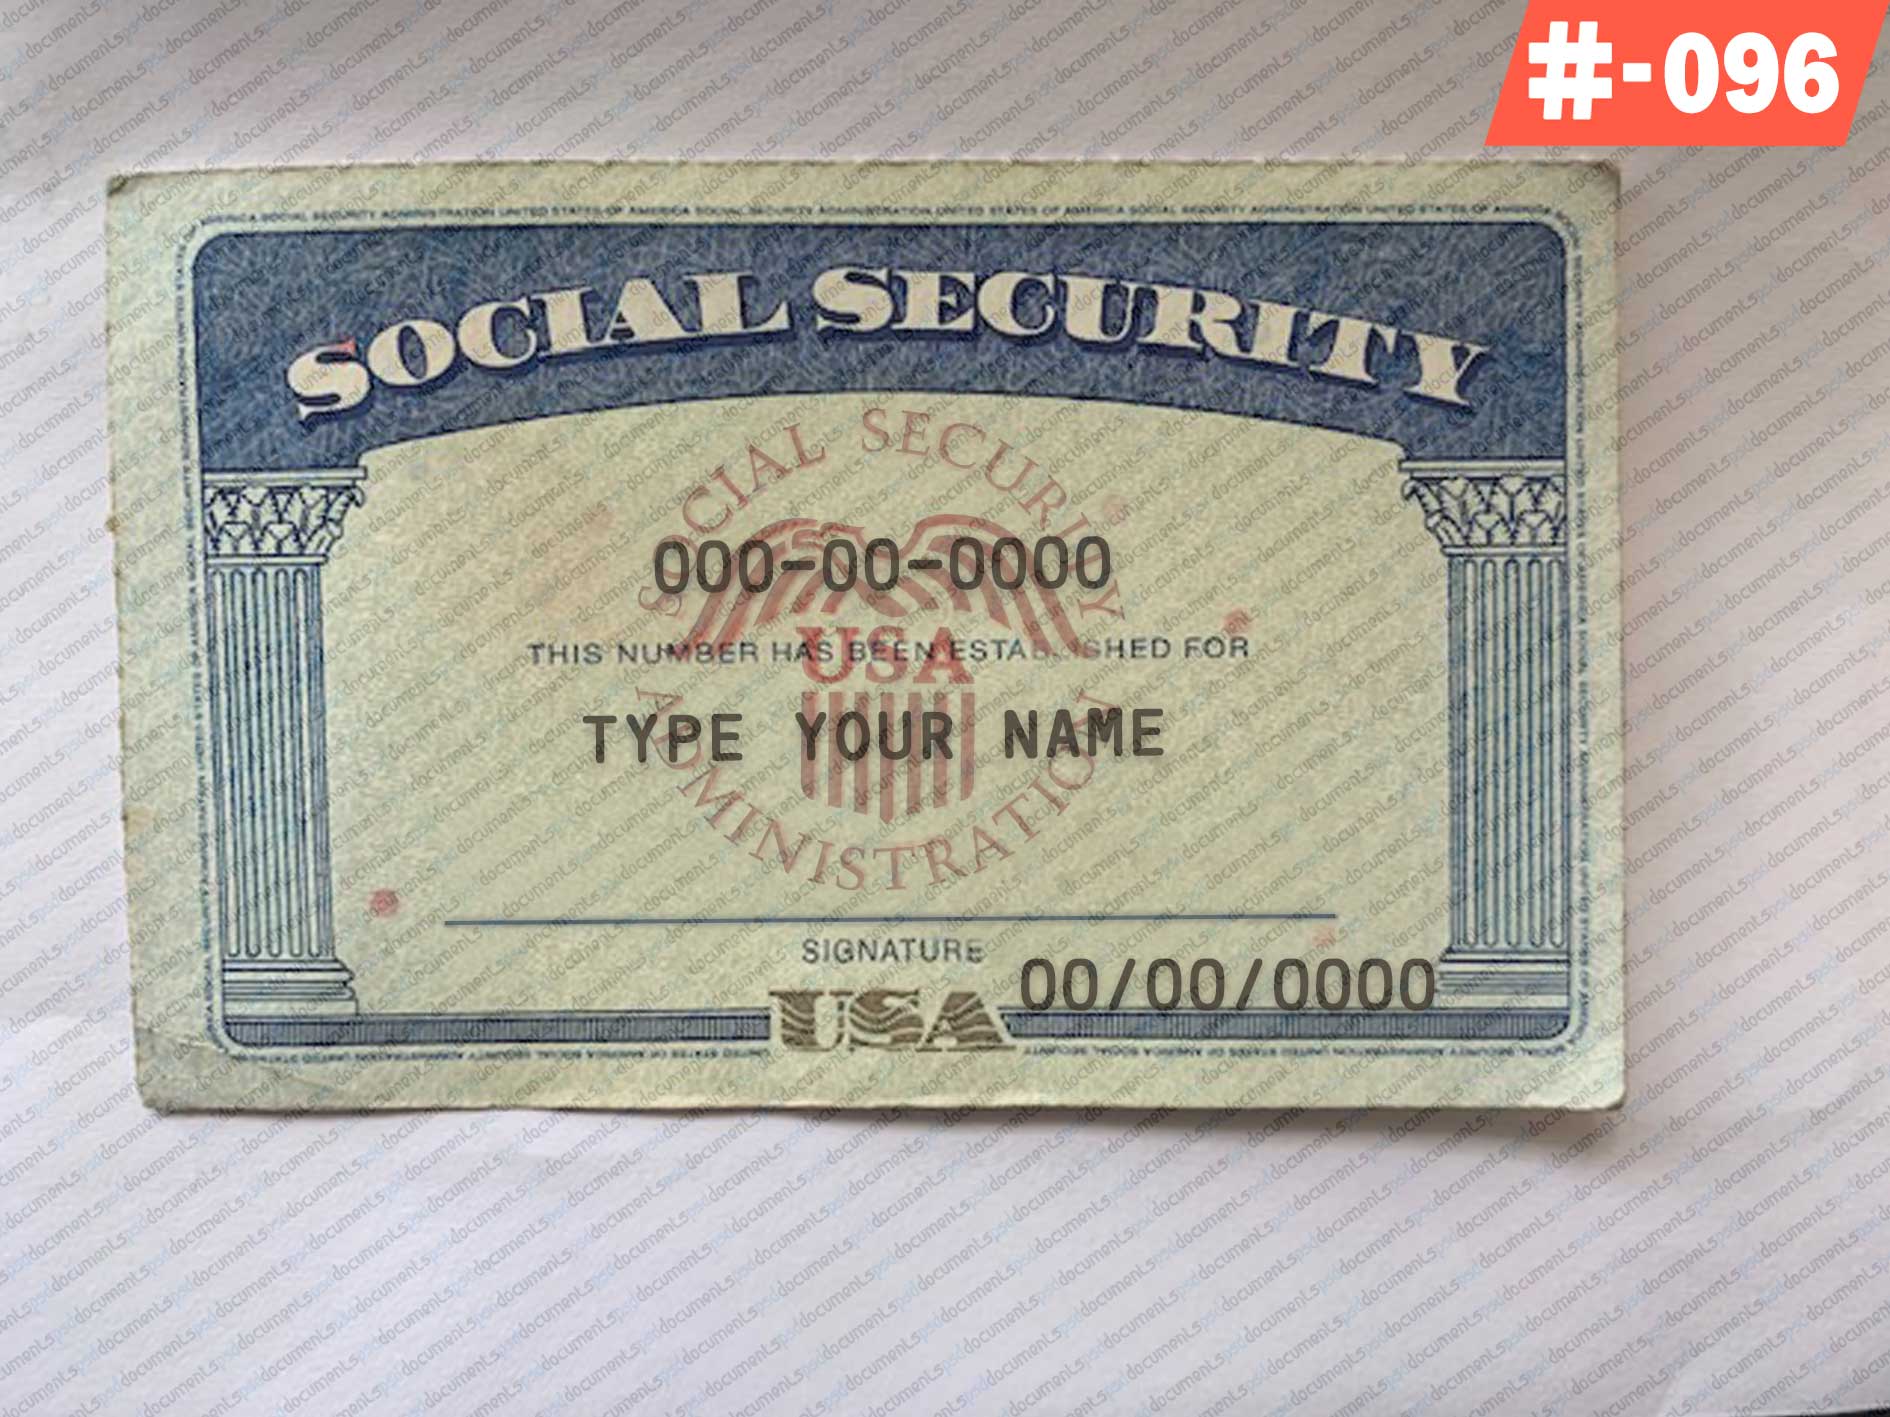 #-096
SOCIAL SECURITY
SOCIAL SECURITY
000-00-0000
USA
THIS NUMBER HAS BEEN ESTABLISHED FOR
TYPE YOUR NAME
ADMINISTRATION
SIGNATURE
00/00/0000
USA